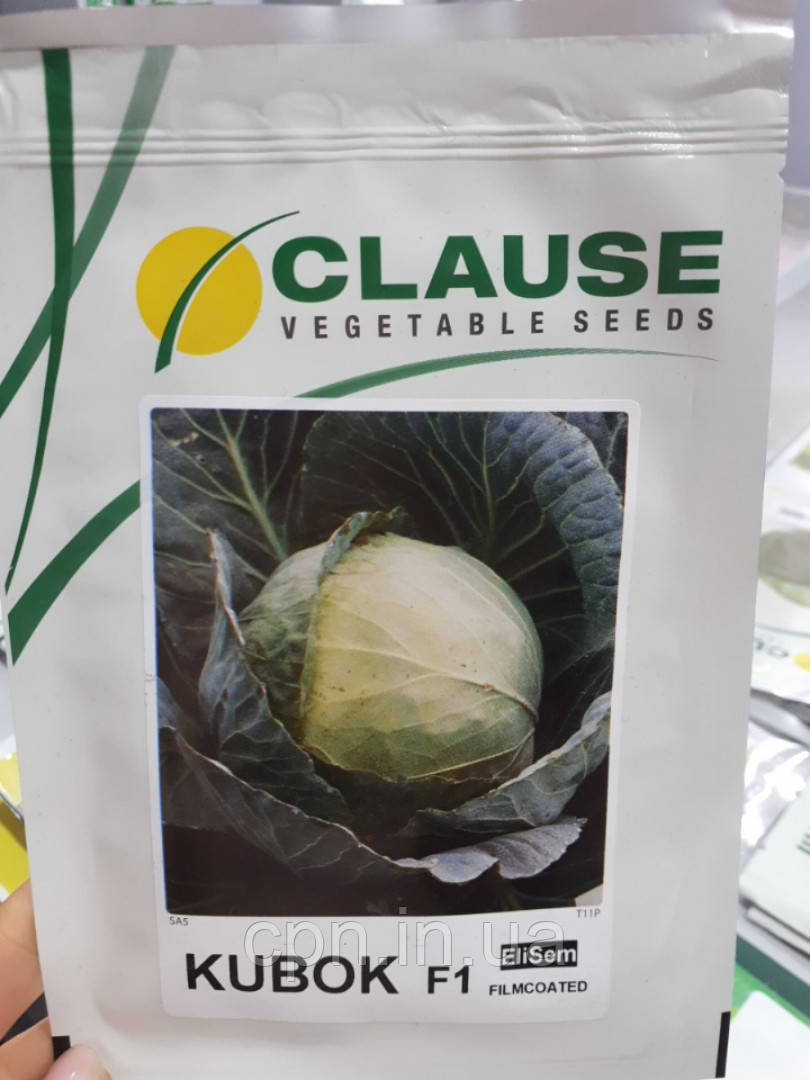 CLAUSE
VEGETABLE SEEDS
SA5 T11P
cpn.in.ua
KUBOK F1 EliSem
FILMCOATED